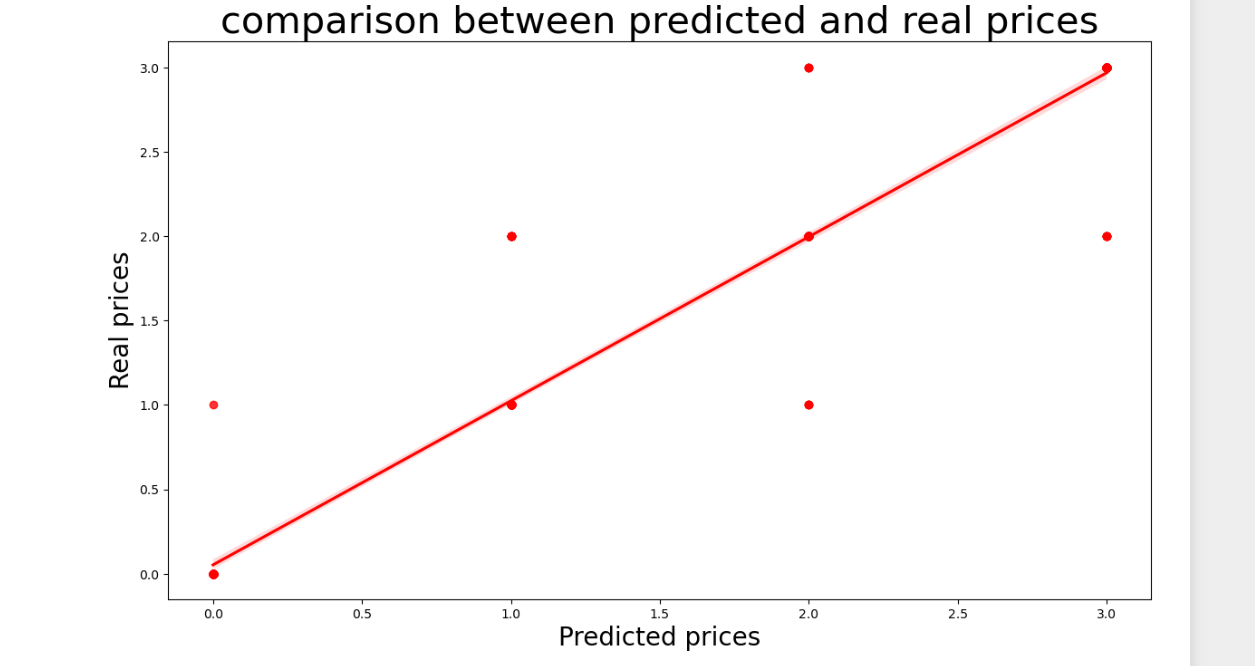 comparison between predicted and real prices
3.0
2.5
2.0
1.5
1.0
0.5
0.0
Real prices
0.0 0.5 1.0 1.5 2.0 2.5 3.0
Predicted prices